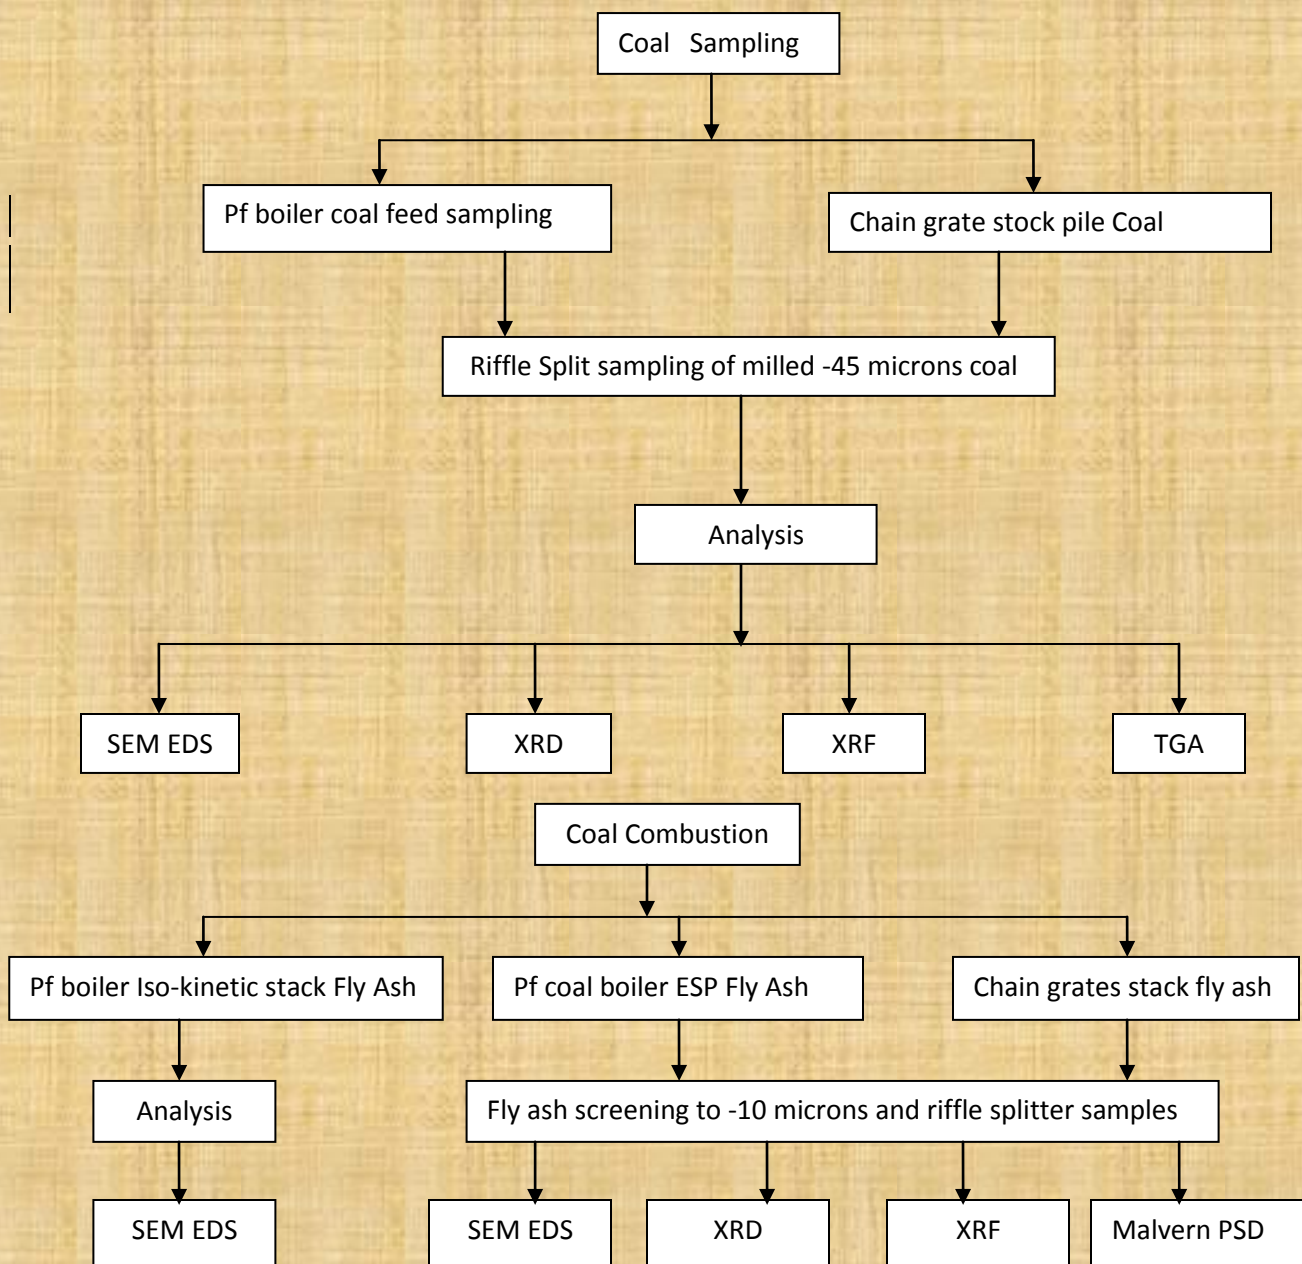 Coal Sampling
Pf boiler coal feed sampling
Chain grate stock pile Coal
Riffle Split sampling of milled -45 microns coal
Analysis
SEM EDS
XRD
XRF
TGA
Coal Combustion
Pf boiler Iso-kinetic stack Fly Ash
Pf coal boiler ESP Fly Ash
Chain grates stack fly ash
Analysis
Fly ash screening to -10 microns and riffle splitter samples
SEM EDS
SEM EDS
XRD
XRF
Malvern PSD